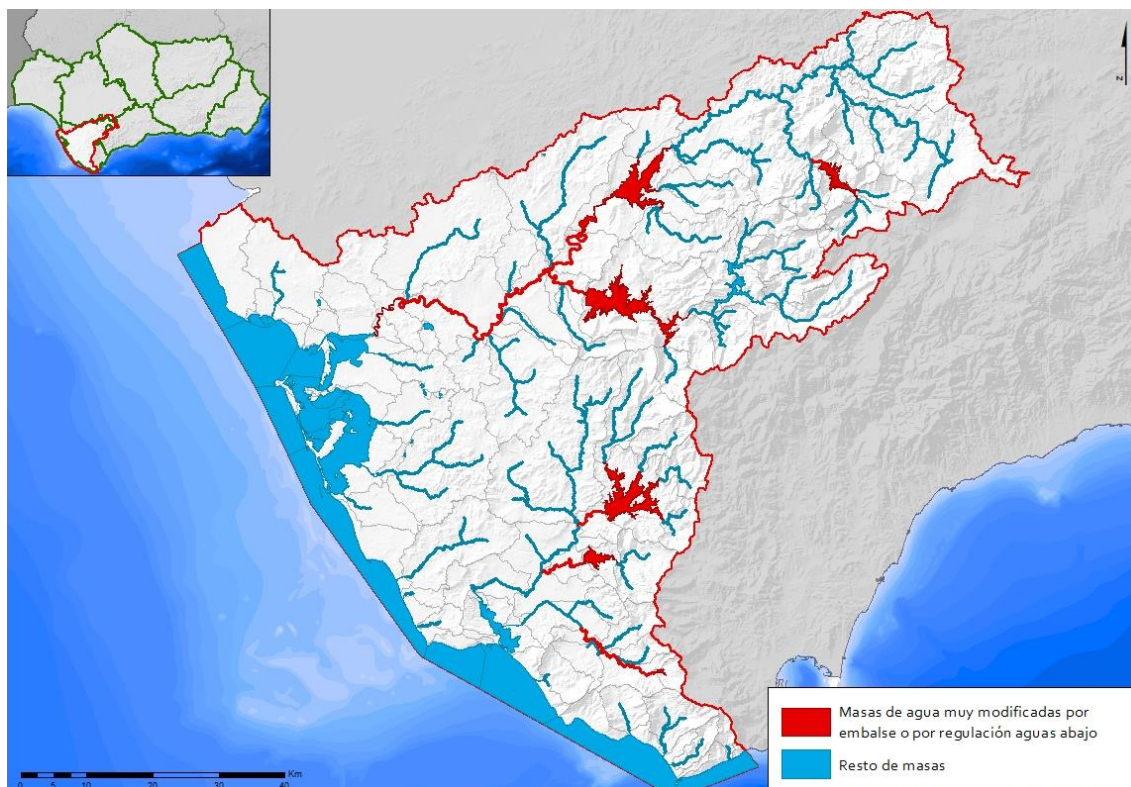 z
Masas de agua muy modificadas por
embalse o por regulación aguas abajo
Resto de masas
Km
0 5 10 20 30 40